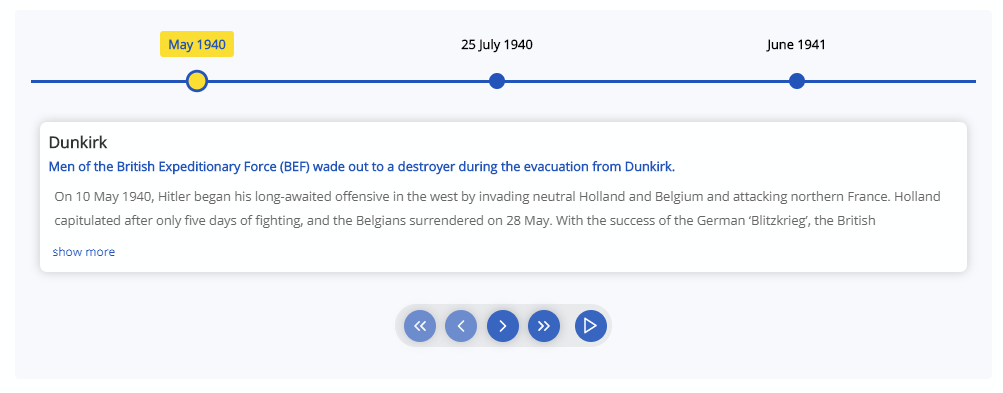 May 1940
25 July 1940
June 1941
Dunkirk
Men of the British Expeditionary Force (BEF) wade out to a destroyer during the evacuation from Dunkirk.
On 10 May 1940, Hitler began his long-awaited offensive in the west by invading neutral Holland and Belgium and attacking northern France. Holland
capitulated after only five days of fighting, and the Belgians surrendered on 28 May. With the success of the German ‘Blitzkrieg’, the British
show more